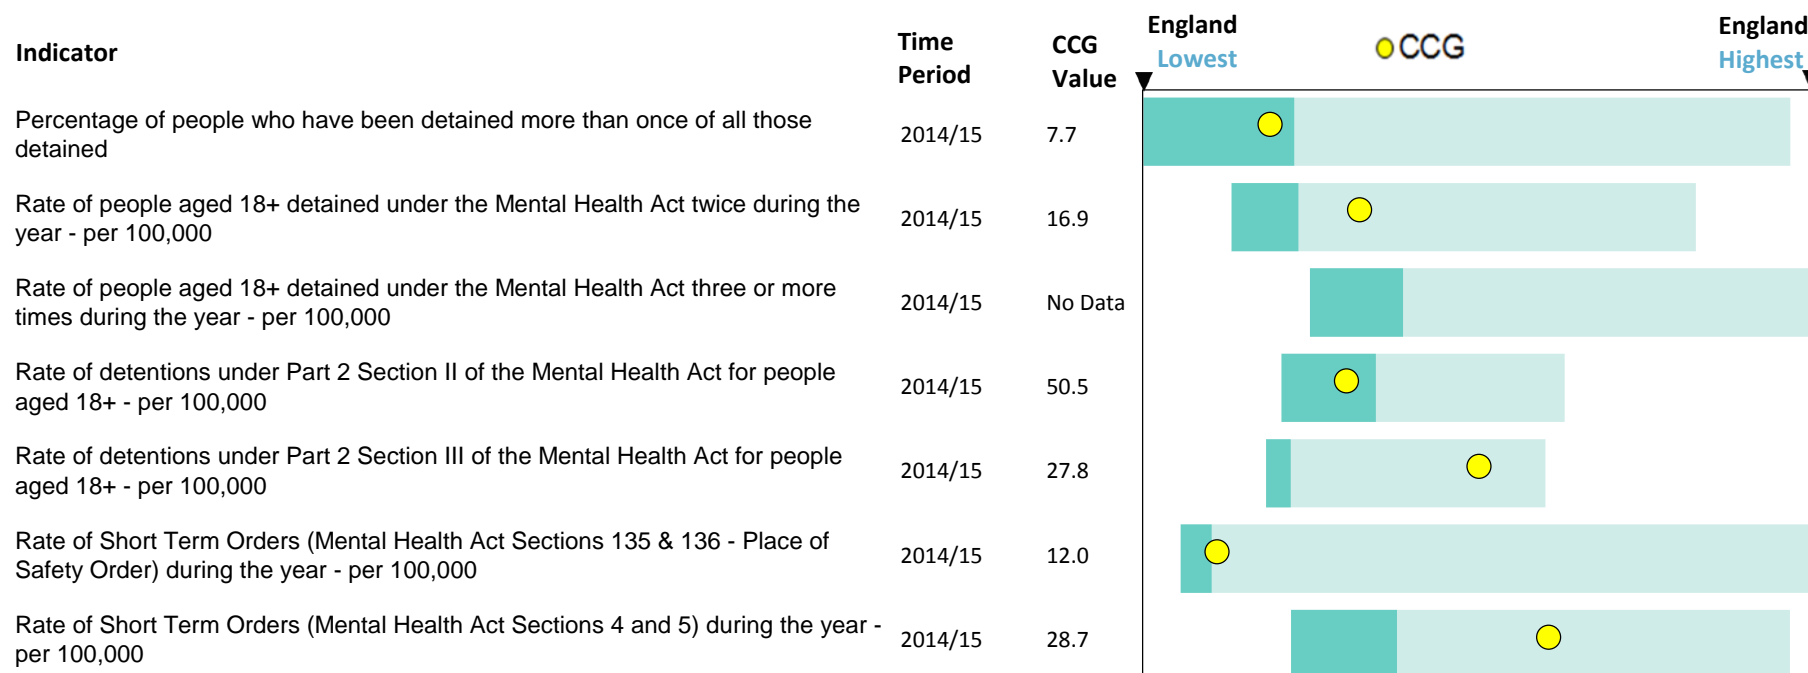 Indicator
Time
Period
CCG
Value
England
Lowest
CCG
England
Highest
Percentage of people who have been detained more than once of all those
detained
2014/15
7.7
Rate of people aged 18+ detained under the Mental Health Act twice during the
year - per 100,000
2014/15
16.9
Rate of people aged 18+ detained under the Mental Health Act three or more
times during the year - per 100,000
2014/15
No Data
Rate of detentions under Part 2 Section II of the Mental Health Act for people
aged 18+ - per 100,000
2014/15
50.5
Rate of detentions under Part 2 Section III of the Mental Health Act for people
aged 18+ - per 100,000
2014/15
27.8
Rate of Short Term Orders (Mental Health Act Sections 135 & 136 - Place of
Safety Order) during the year - per 100,000
2014/15
12.0
Rate of Short Term Orders (Mental Health Act Sections 4 and 5) during the year -
per 100,000
2014/15
28.7